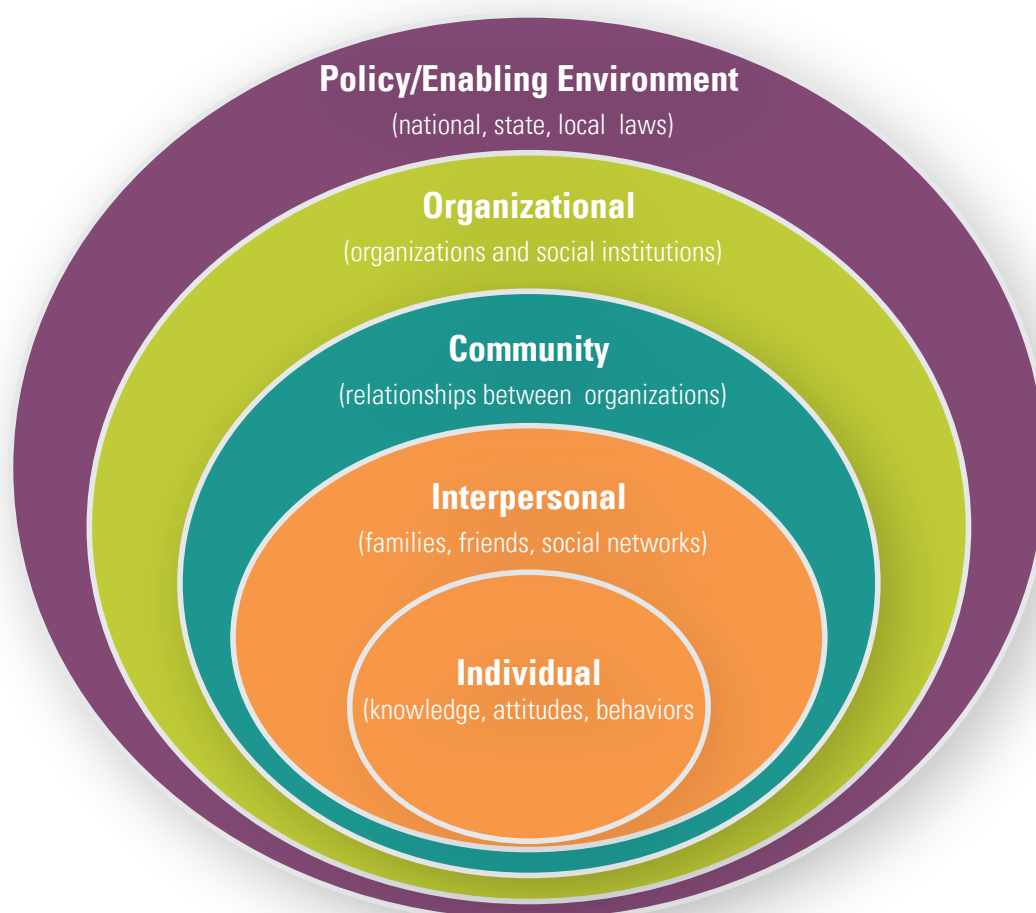 Policy/Enabling Environment
(national, state, local laws)
Organizational
(organizations and social institutions)
Community
(relationships between organizations)
Interpersonal
(families, friends, social networks)
Individual
(knowledge, attitudes, behaviors